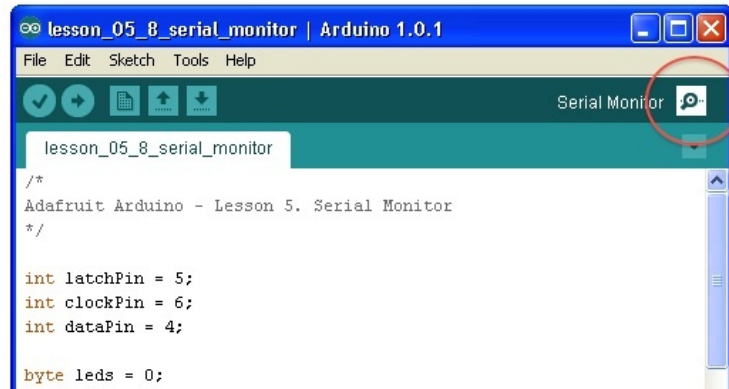 lesson_05_8_serial_monitor | Arduino 1.0.1
File Edit Sketch Tools Help
Serial Monitor
lesson_05_8_serial_monitor
/*
Adafruit Arduino - Lesson 5. Serial Monitor
*/
int latchPin = 5;
int clockPin = 6;
int dataPin = 4;
byte leds = 0;